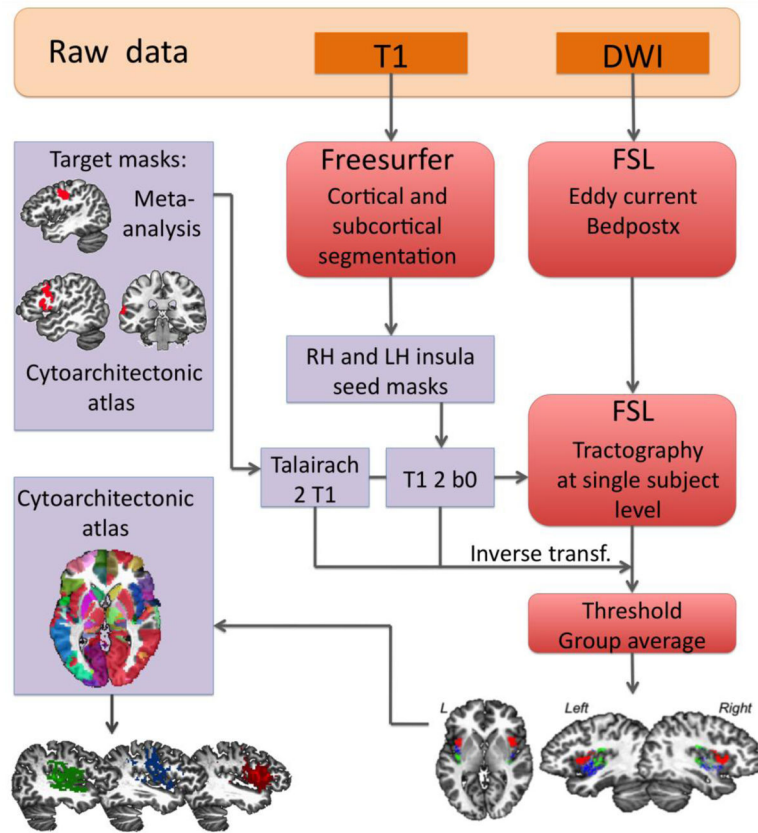 Raw data
T1
DWI
Target masks:
Meta-
analysis
Cytoarchitectonic
atlas
Freesurfer
Cortical and
subcortical
segmentation
FSL
Eddy current
Bedpostx
RH and LH insula
seed masks
Talairach
2 T1
T1 2 b0
FSL
Tractography
at single subject
level
Inverse transf.
Threshold
Group average
Cytoarchitectonic
atlas
L
Left
Right